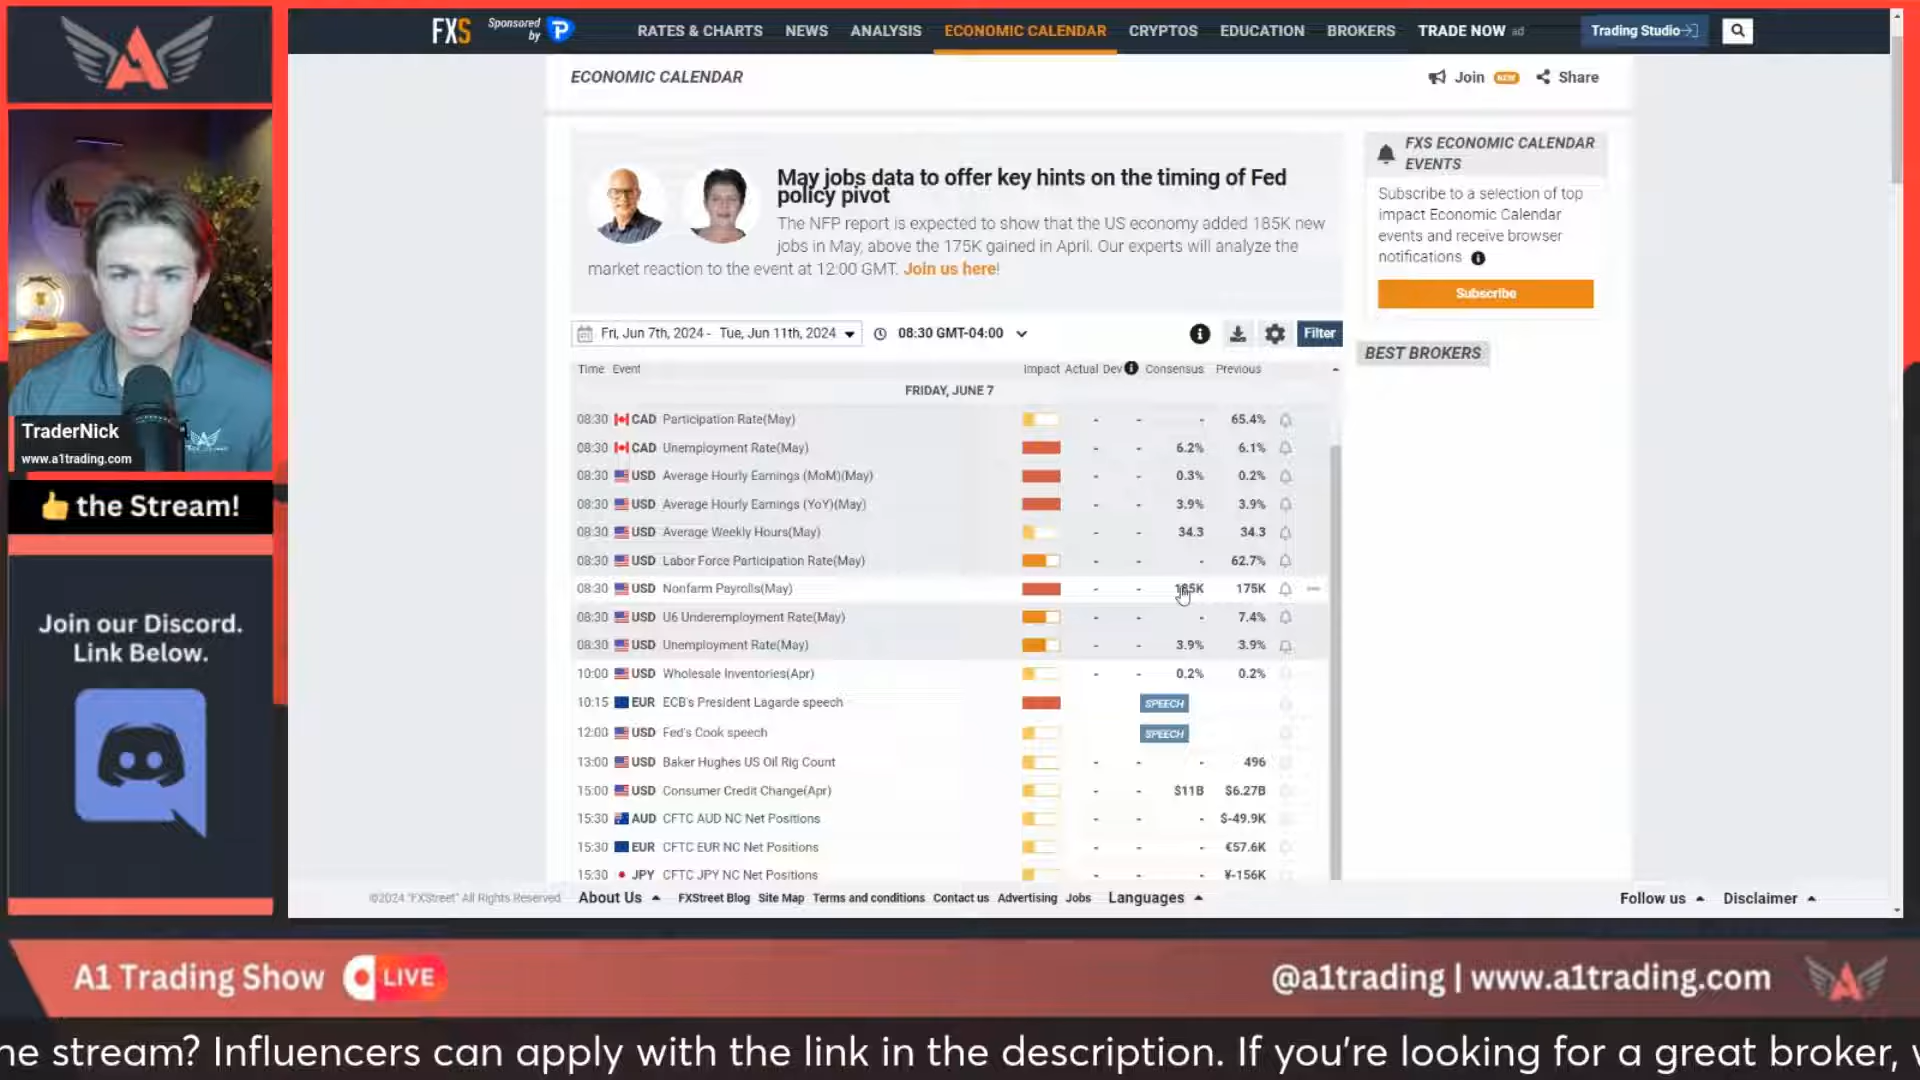 FXS
Sponsored by
P
RATES & CHARTS NEWS ANALYSIS ECONOMIC CALENDAR CRYPTOS EDUCATION BROKERS TRADE NOW ad
Trading Studio
ECONOMIC CALENDAR
Join NEW Share
May jobs data to offer key hints on the timing of Fed
policy pivot
The NFP report is expected to show that the US economy added 185K new
jobs in May, above the 175K gained in April. Our experts will analyze the
market reaction to the event at 12:00 GMT. Join us here!
FXS ECONOMIC CALENDAR
EVENTS
Subscribe to a selection of top
impact Economic Calendar
events and receive browser
notifications
Subscribe
BEST BROKERS
Fri, Jun 7th, 2024 - Tue, Jun 11th, 2024
08:30 GMT-04:00
Filter
Time Event Impact Actual Dev Consensus Previous
FRIDAY, JUNE 7
08:30 CAD Participation Rate(May) - - - 65.4%
08:30 CAD Unemployment Rate(May) - - 6.2% 6.1%
08:30 USD Average Hourly Earnings (MoM)(May) - - 0.3% 0.2%
08:30 USD Average Hourly Earnings (YoY)(May) - - 3.9% 3.9%
08:30 USD Average Weekly Hours(May) - - 34.3 34.3
08:30 USD Labor Force Participation Rate(May) - - - 62.7%
08:30 USD Nonfarm Payrolls(May) - - 185K 175K
08:30 USD U6 Underemployment Rate(May) - - - 7.4%
08:30 USD Unemployment Rate(May) - - 3.9% 3.9%
10:00 USD Wholesale Inventories(Apr) - - 0.2% 0.2%
10:15 EUR ECB's President Lagarde speech SPEECH
12:00 USD Fed's Cook speech SPEECH
13:00 USD Baker Hughes US Oil Rig Count - - - 496
15:00 USD Consumer Credit Change(Apr) - - $11B $6.27B
15:30 AUD CFTC AUD NC Net Positions - - - $-49.9K
15:30 EUR CFTC EUR NC Net Positions - - - €57.6K
15:30 JPY CFTC JPY NC Net Positions - - - ¥-156K
©2024 "FXStreet" All Rights Reserved
About Us FXStreet Blog Site Map Terms and conditions Contact us Advertising Jobs Languages
Follow us Disclaimer
TraderNick
www.a1trading.com
👍 the Stream!
Join our Discord.
Link Below.
A1 Trading Show LIVE
@a1trading | www.a1trading.com
he stream? Influencers can apply with the link in the description. If you're looking for a great broker, w